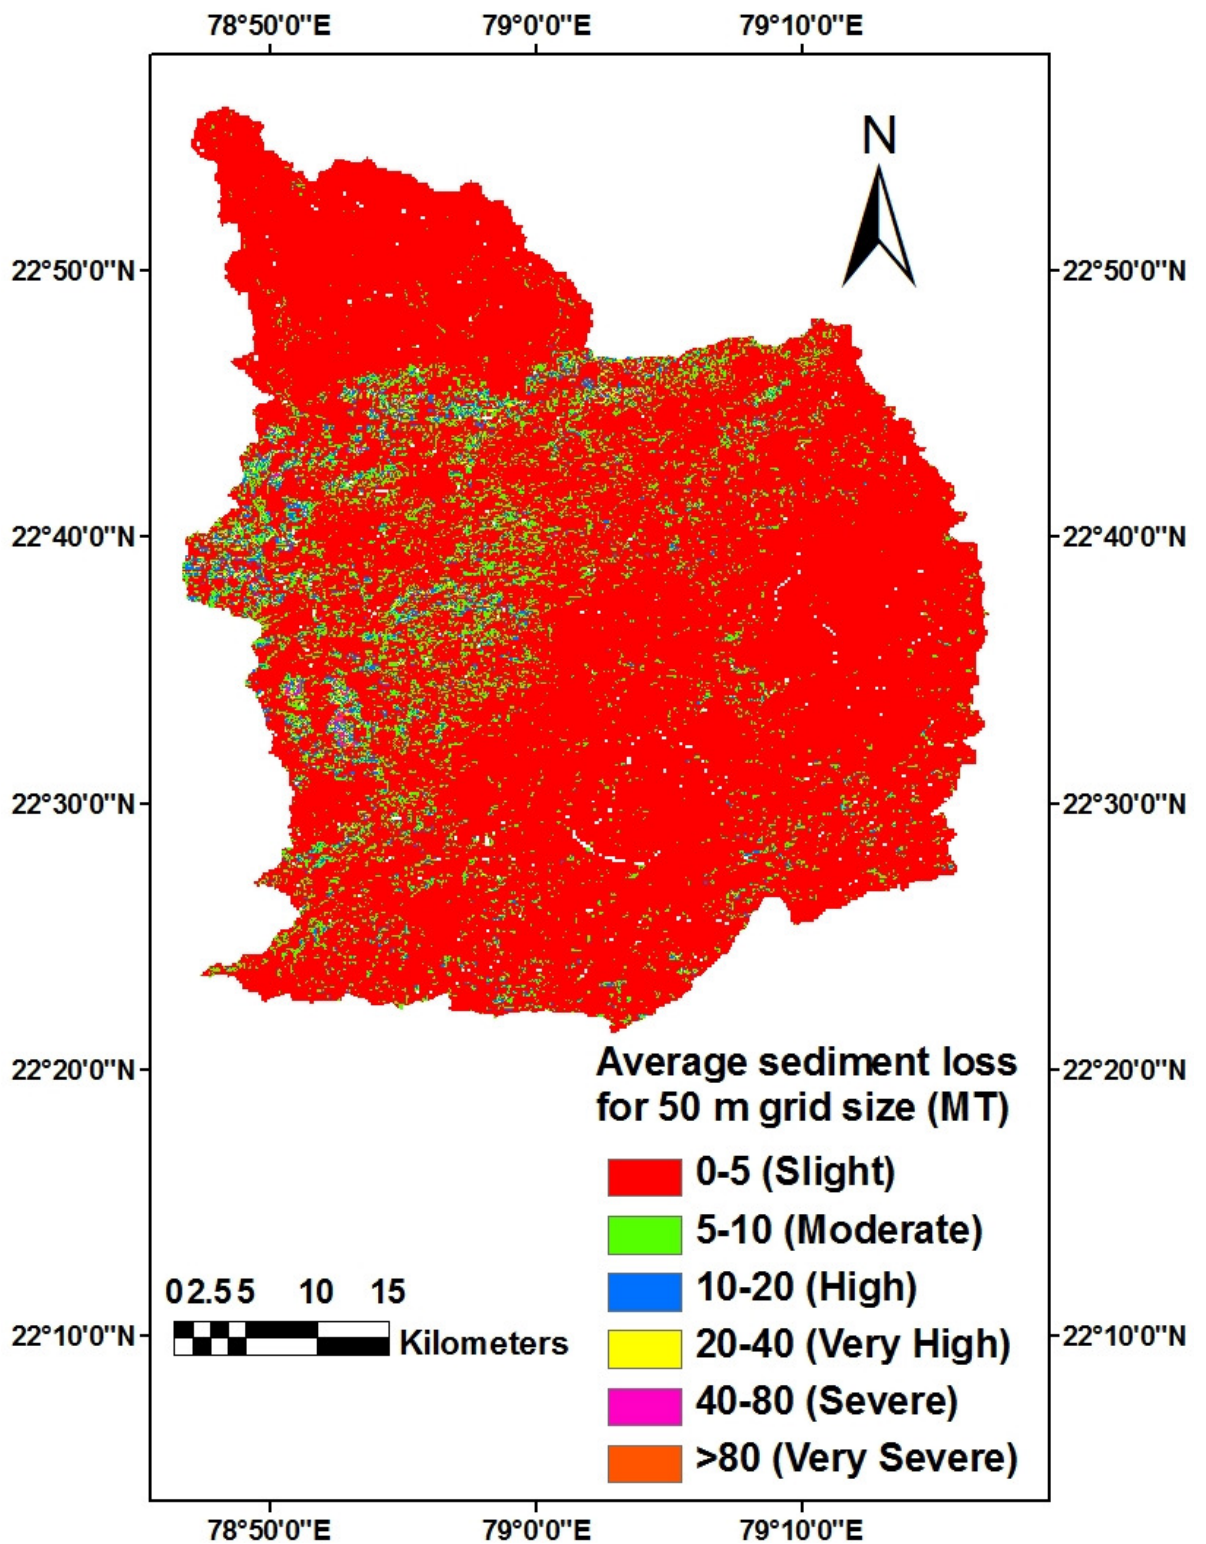 78°50'0"E 79°0'0"E 79°10'0"E
N
22°50'0"N 22°50'0"N
22°40'0"N 22°40'0"N
22°30'0"N 22°30'0"N
22°20'0"N 22°20'0"N
Average sediment loss
for 50 m grid size (MT)
0-5 (Slight)
5-10 (Moderate)
10-20 (High)
20-40 (Very High)
40-80 (Severe)
>80 (Very Severe)
0 2.5 5 10 15
Kilometers
22°10'0"N 22°10'0"N
78°50'0"E 79°0'0"E 79°10'0"E